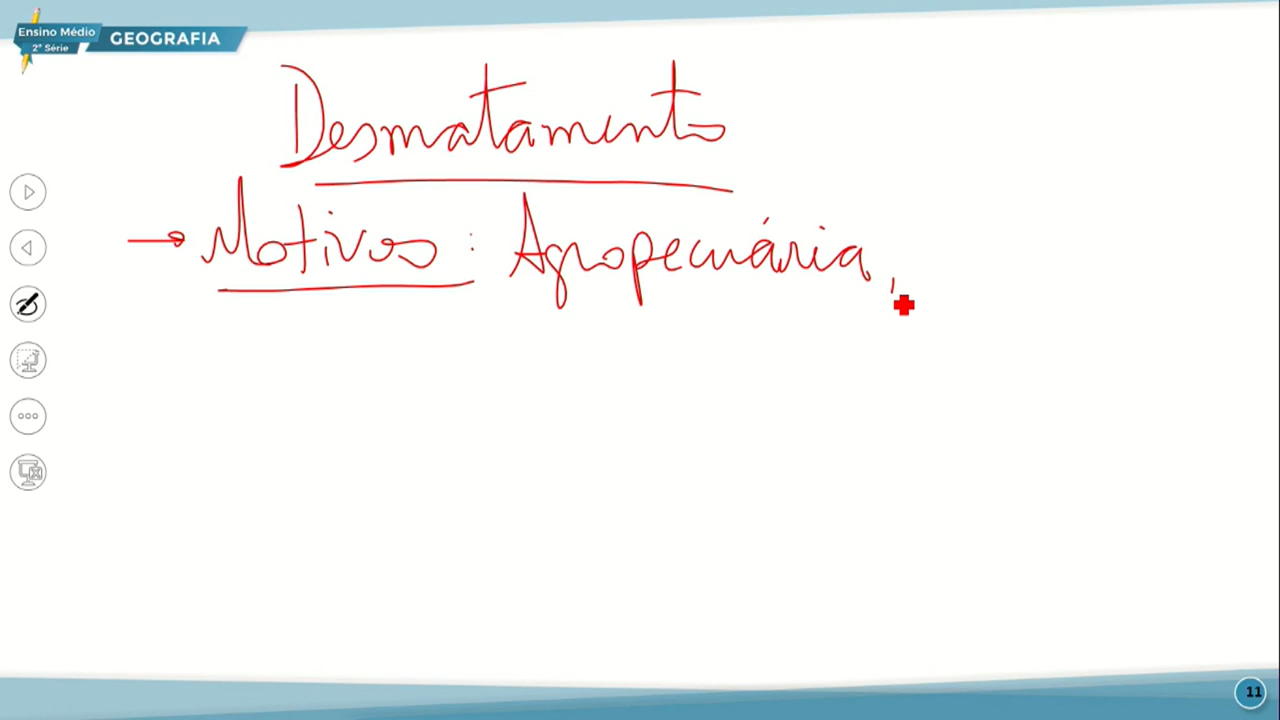 Ensino Médio
2ª Série
GEOGRAFIA
Desmatamento
→ Motivos: Agropecuária,
11